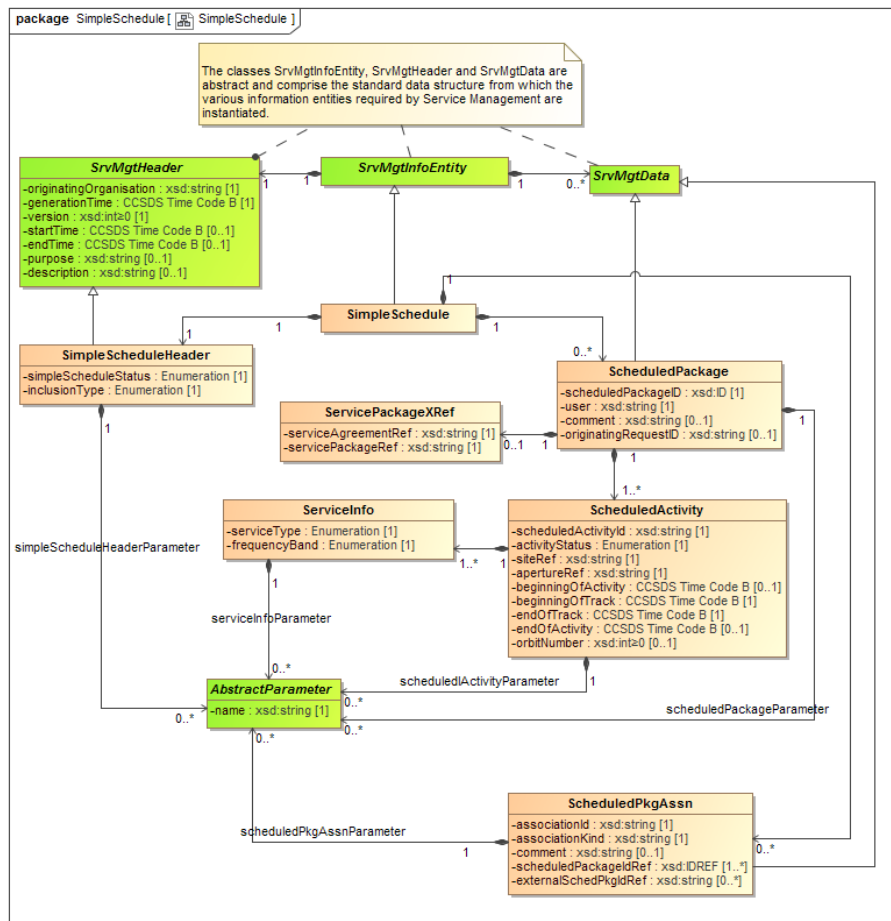 package SimpleSchedule [ SimpleSchedule ]
The classes SrvMgtInfoEntity, SrvMgtHeader and SrvMgtData are
abstract and comprise the standard data structure from which the
various information entities required by Service Management are
instantiated.
SrvMgtHeader
-originatingOrganisation : xsd:string [1]
-generationTime : CCSDS Time Code B [1]
-version : xsd:int≥0 [1]
-startTime : CCSDS Time Code B [0..1]
-endTime : CCSDS Time Code B [0..1]
-purpose : xsd:string [0..1]
-description : xsd:string [0..1]
SrvMgtInfoEntity
SrvMgtData
1
1
1
0..*
SimpleSchedule
1
1
1
1
0..*
SimpleScheduleHeader
-simpleScheduleStatus : Enumeration [1]
-inclusionType : Enumeration [1]
1
ScheduledPackage
-scheduledPackageID : xsd:ID [1]
-user : xsd:string [1]
-comment : xsd:string [0..1]
-originatingRequestID : xsd:string [0..1]
1
1
ServicePackageXRef
-serviceAgreementRef : xsd:string [1]
-servicePackageRef : xsd:string [1]
0..1
1
1..*
ServiceInfo
-serviceType : Enumeration [1]
-frequencyBand : Enumeration [1]
1
1..*
1
ScheduledActivity
-scheduledActivityId : xsd:string [1]
-activityStatus : Enumeration [1]
-siteRef : xsd:string [1]
-apertureRef : xsd:string [1]
-beginningOfActivity : CCSDS Time Code B [0..1]
-beginningOfTrack : CCSDS Time Code B [1]
-endOfTrack : CCSDS Time Code B [1]
-endOfActivity : CCSDS Time Code B [0..1]
-orbitNumber : xsd:int≥0 [0..1]
1
simpleScheduleHeaderParameter
serviceInfoParameter
0..*
scheduledlActivityParameter
0..*
AbstractParameter
-name : xsd:string [1]
0..*
0..*
0..*
scheduledPackageParameter
scheduledPkgAssnParameter
1
ScheduledPkgAssn
-associationId : xsd:string [1]
-associationKind : xsd:string [1]
-comment : xsd:string [0..1]
-scheduledPackageIdRef : xsd:IDREF [1..*]
-externalSchedPkgIdRef : xsd:string [0..*]
0..*